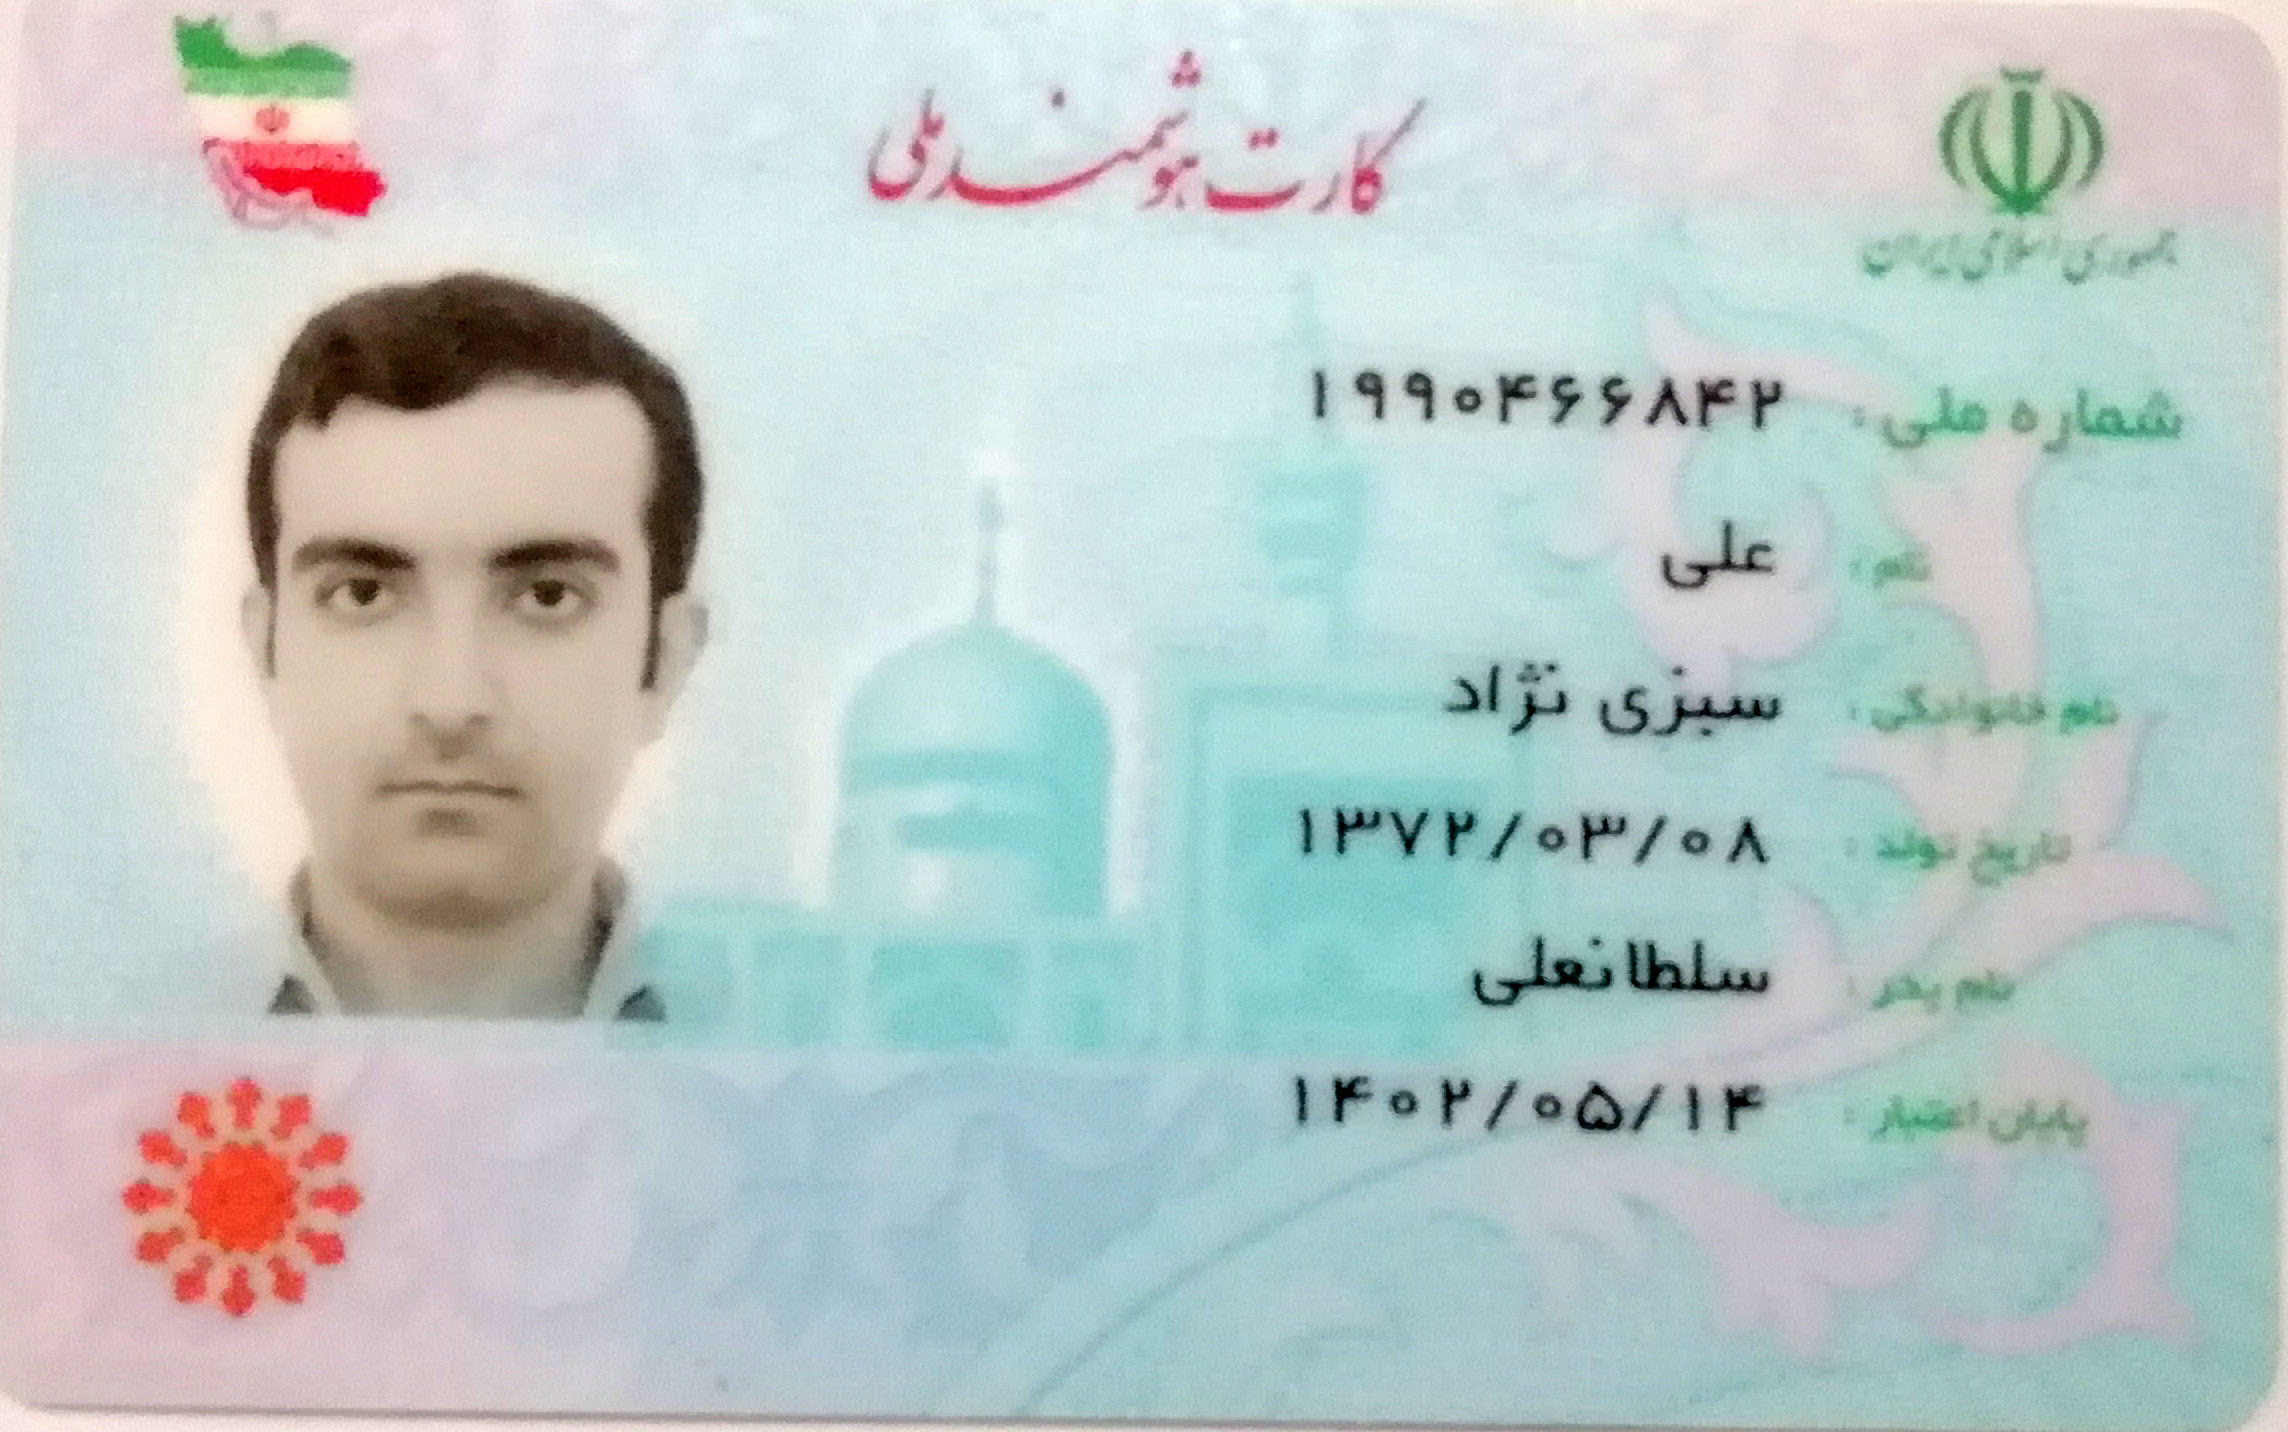 کارت هوشمند ملی
جمهوری اسلامی ایران
شماره ملی : ۱۹۹۰۴۶۶۸۴۲
نام : علی
نام خانوادگی : سبزی نژاد
تاریخ تولد : ۱۳۷۲/۰۳/۰۸
نام پدر : سلطانعلی
پایان اعتبار : ۱۴۰۲/۰۵/۱۴